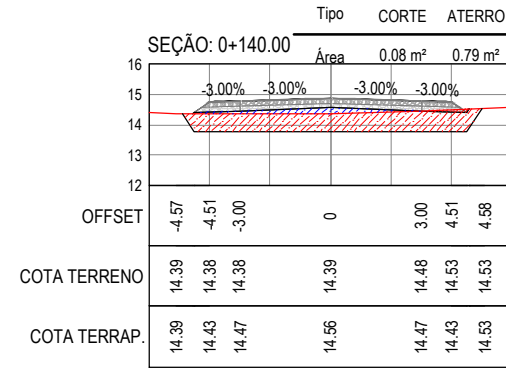 Tipo CORTE ATERRO
SEÇÃO: 0+140.00
Área 0.08 m² 0.79 m²
16
-3.00% -3.00% -3.00% -3.00%
15
14
13
12
OFFSET -4.57 -4.51 -3.00 0 3.00 4.51 4.58
COTA TERRENO 14.39 14.38 14.38 14.39 14.48 14.53 14.53
COTA TERRAP. 14.39 14.43 14.47 14.56 14.47 14.43 14.53